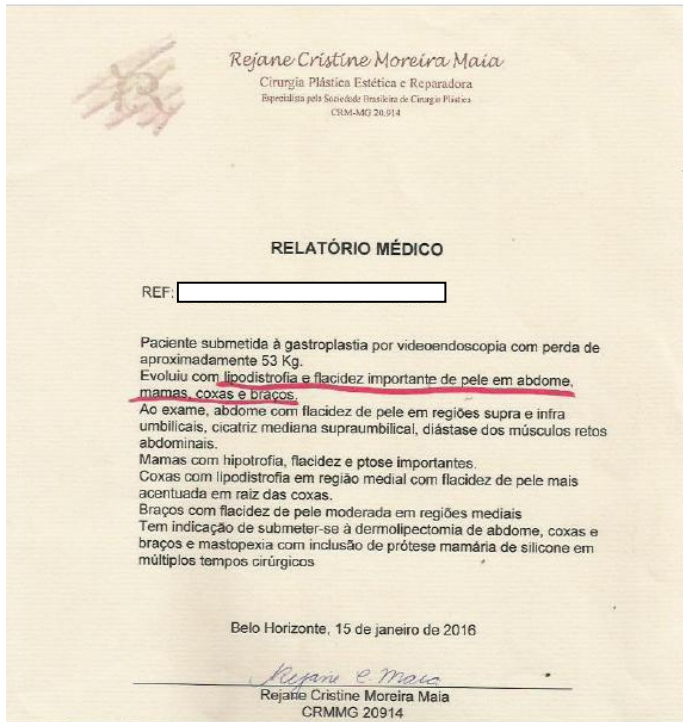 Rejane Cristine Moreira Maia
Cirurgia Plástica Estética e Reparadora
Especialista pela Sociedade Brasileira de Cirurgia Plástica
CRM-MG 20.914
RELATÓRIO MÉDICO
REF:
Paciente submetida à gastroplastia por videoendoscopia com perda de
aproximadamente 53 Kg.
Evoluiu com lipodistrofia e flacidez importante de pele em abdome,
mamas, coxas e braços.
Ao exame, abdome com flacidez de pele em regiões supra e infra
umbilicais, cicatriz mediana supraumbilical, diástase dos músculos retos
abdominais.
Mamas com hipotrofia, flacidez e ptose importantes.
Coxas com lipodistrofia em região medial com flacidez de pele mais
acentuada em raiz das coxas.
Braços com flacidez de pele moderada em regiões mediais
Tem indicação de submeter-se à dermolipectomia de abdome, coxas e
braços e mastopexia com inclusão de prótese mamária de silicone em
múltiplos tempos cirúrgicos
Belo Horizonte, 15 de janeiro de 2016
Rejane C. Maia
Rejane Cristine Moreira Maia
CRMMG 20914